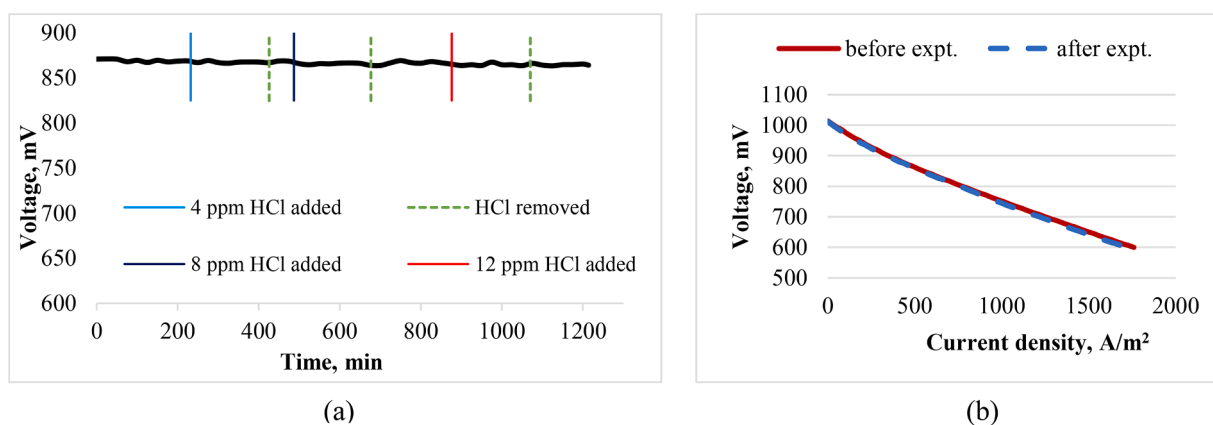 900
850
800
750
700
650
600
Voltage, mV
4 ppm HCl added
HCl removed
8 ppm HCl added
12 ppm HCl added
0
200
400
600
800
1000
1200
Time, min
(a)
before expt.
after expt.
1100
1000
900
800
700
600
500
Voltage, mV
0
500
1000
1500
2000
Current density, A/m²
(b)